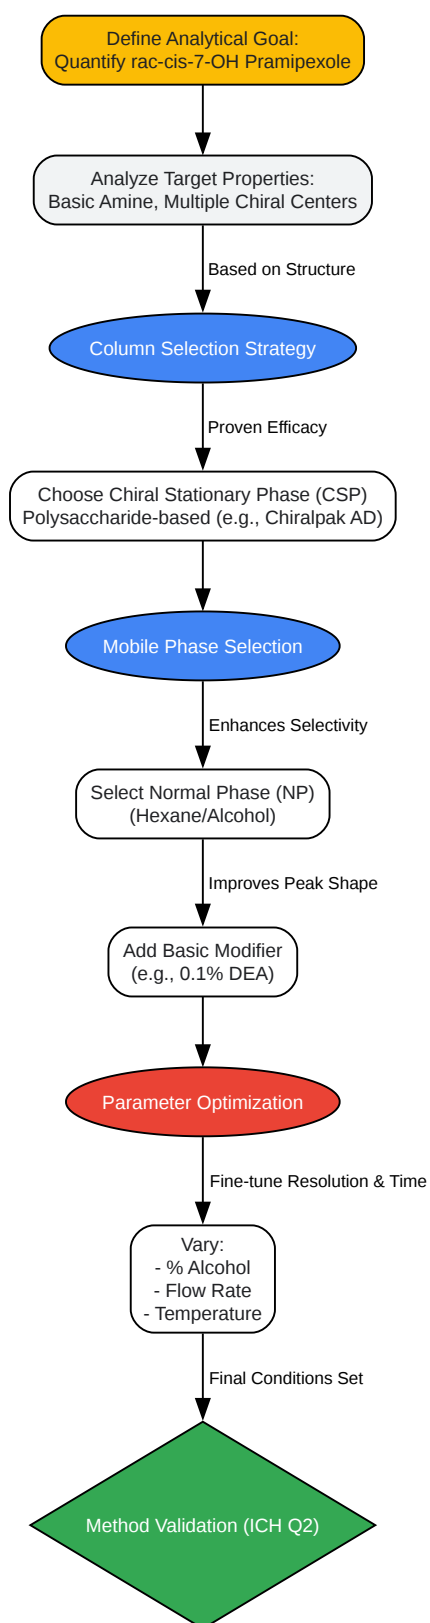 Define Analytical Goal:
Quantify rac-cis-7-OH Pramipexole
Analyze Target Properties:
Basic Amine, Multiple Chiral Centers
Based on Structure
Column Selection Strategy
Proven Efficacy
Choose Chiral Stationary Phase (CSP)
Polysaccharide-based (e.g., Chiralpak AD)
Mobile Phase Selection
Enhances Selectivity
Select Normal Phase (NP)
(Hexane/Alcohol)
Improves Peak Shape
Add Basic Modifier
(e.g., 0.1% DEA)
Parameter Optimization
Fine-tune Resolution & Time
Vary:
- % Alcohol
- Flow Rate
- Temperature
Final Conditions Set
Method Validation (ICH Q2)